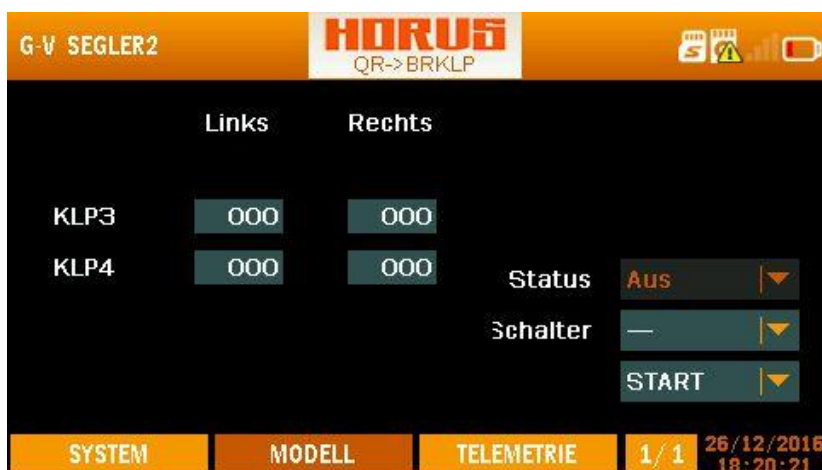 G-V SEGLER2
HORUS
QR->BRKLP
Links Rechts
KLP3 000 000
KLP4 000 000
Status Aus
Schalter —
START
SYSTEM MODELL TELEMETRIE 1/1 26/12/2016
18:20:21